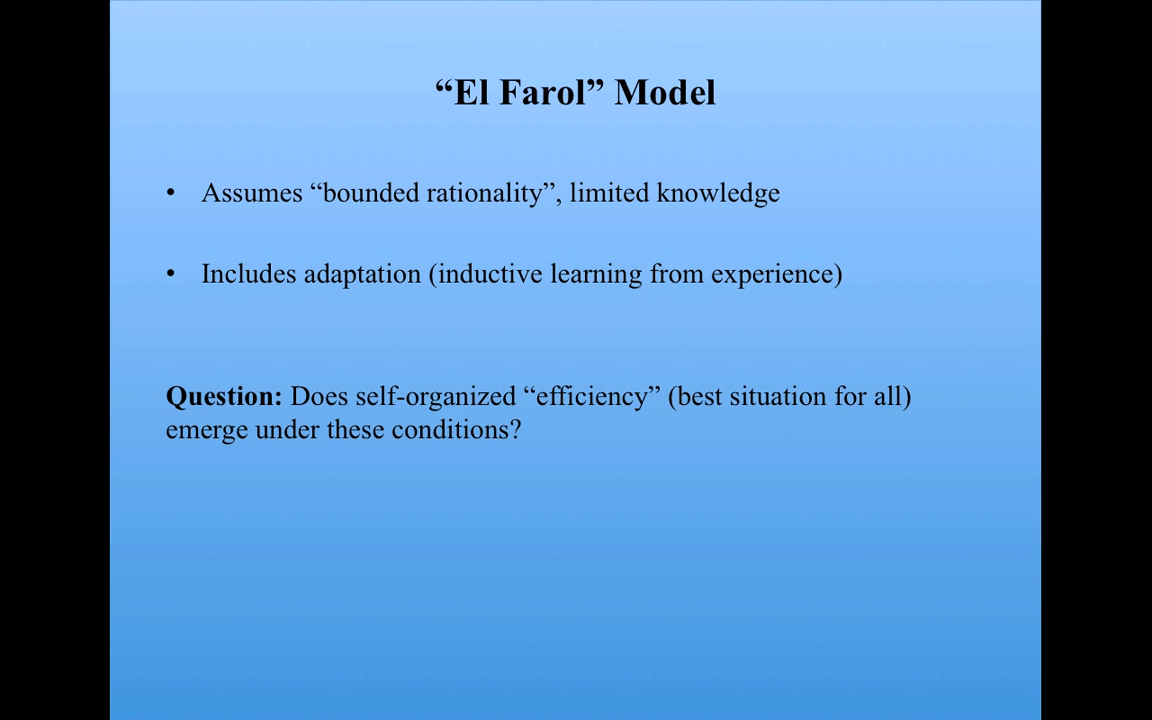 “El Farol” Model
• Assumes “bounded rationality”, limited knowledge
• Includes adaptation (inductive learning from experience)
Question: Does self-organized “efficiency” (best situation for all)
emerge under these conditions?